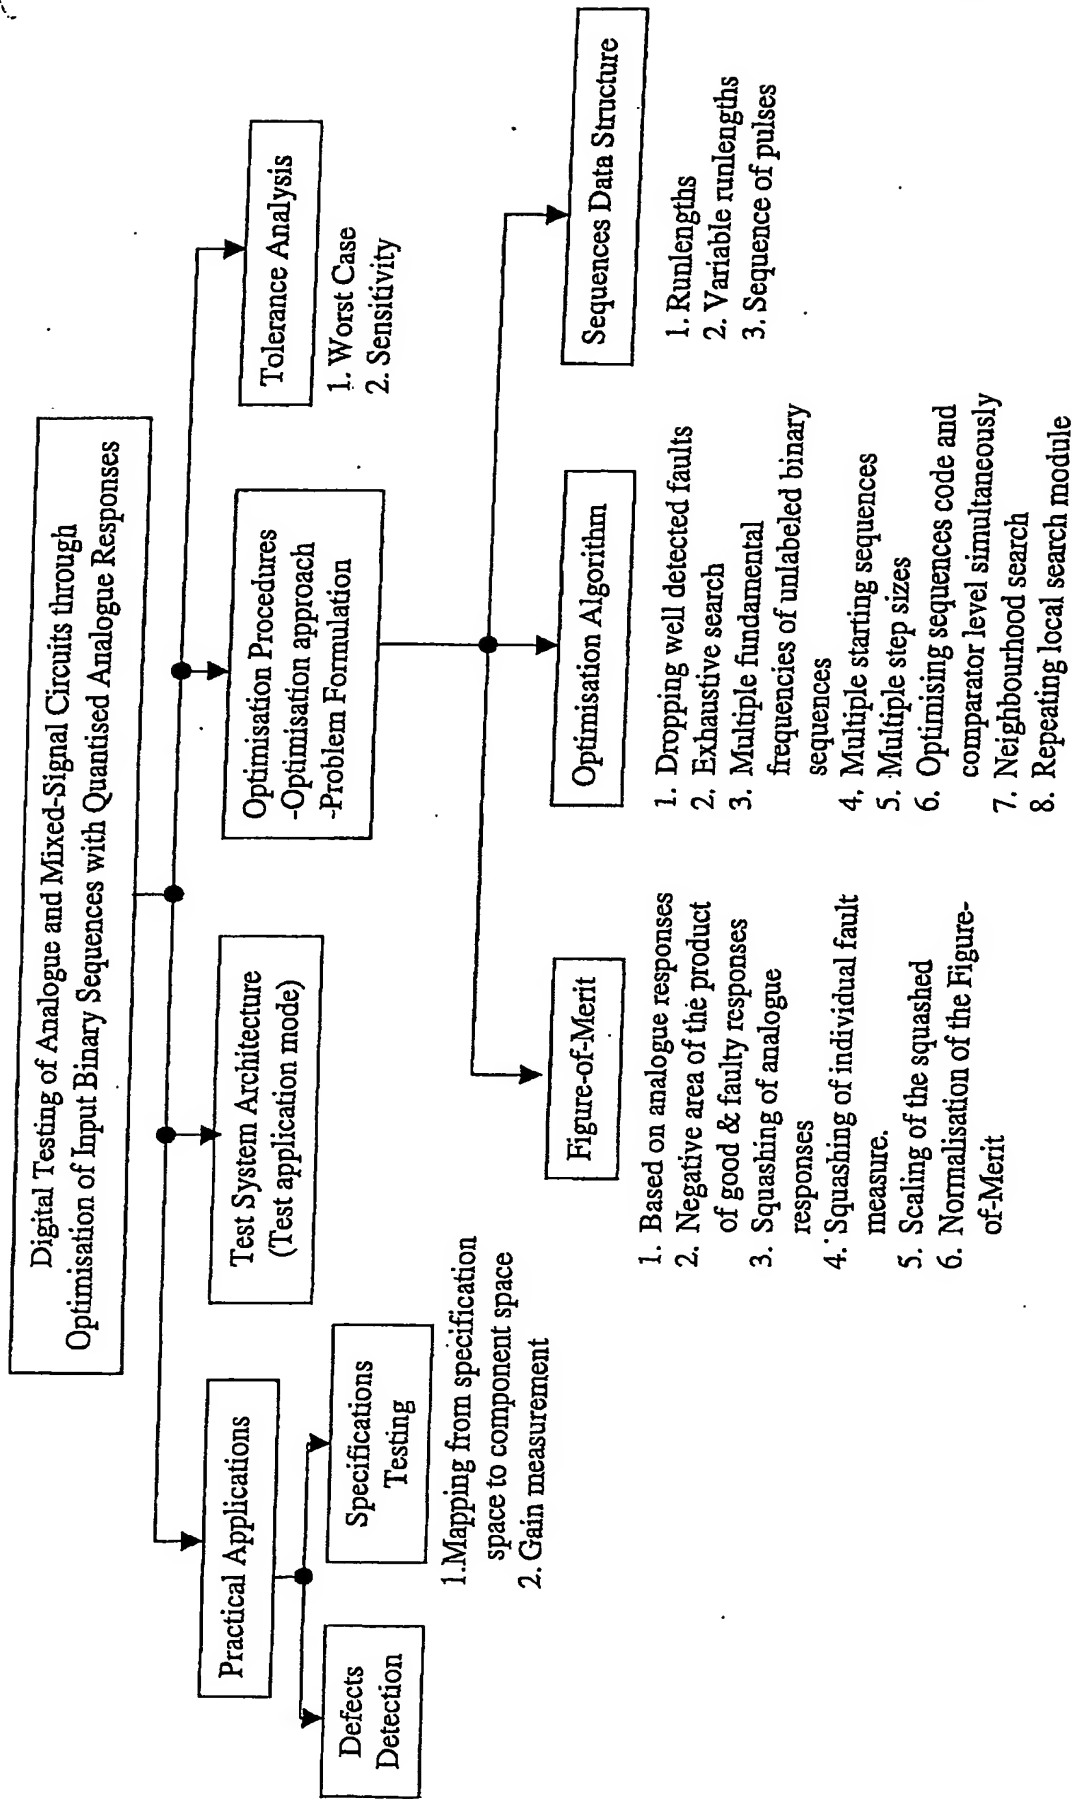 Digital Testing of Analogue and Mixed-Signal Circuits through
Optimisation of Input Binary Sequences with Quantised Analogue Responses
Practical Applications
Test System Architecture
(Test application mode)
Optimisation Procedures
-Optimisation approach
-Problem Formulation
Tolerance Analysis
1. Worst Case
2. Sensitivity
Defects
Detection
Specifications
Testing
1.Mapping from specification
space to component space
2. Gain measurement
Figure-of-Merit
1. Based on analogue responses
2. Negative area of the product
of good & faulty responses
3. Squashing of analogue
responses
4. Squashing of individual fault
measure.
5. Scaling of the squashed
6. Normalisation of the Figure-
of-Merit
Optimisation Algorithm
1. Dropping well detected faults
2. Exhaustive search
3. Multiple fundamental
frequencies of unlabeled binary
sequences
4. Multiple starting sequences
5. Multiple step sizes
6. Optimising sequences code and
comparator level simultaneously
7. Neighbourhood search
8. Repeating local search module
Sequences Data Structure
1. Runlengths
2. Variable runlengths
3. Sequence of pulses